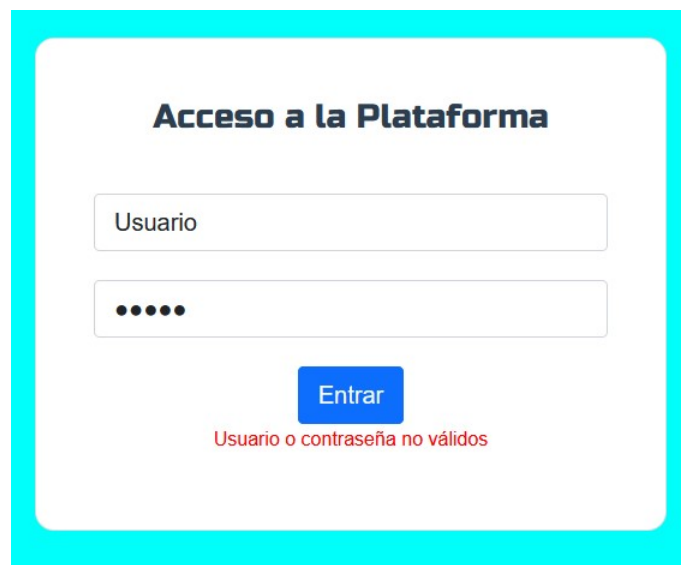 Acceso a la Plataforma
Usuario
●●●●●
Entrar
Usuario o contraseña no válidos